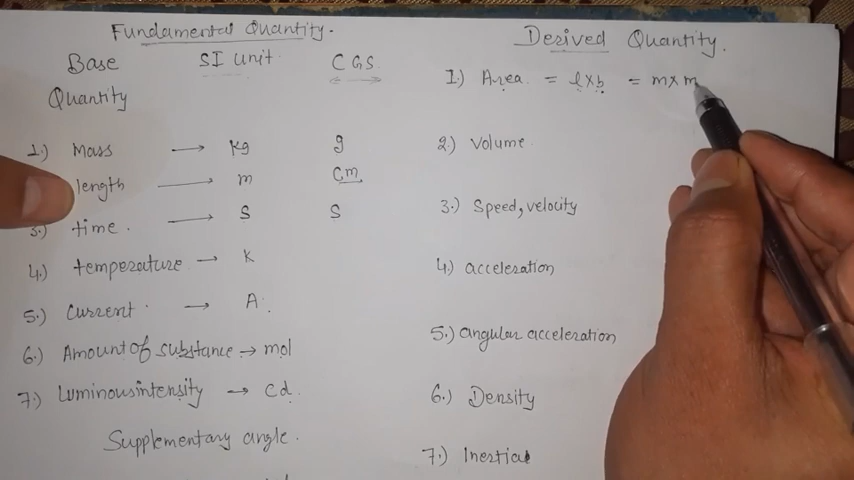 Fundamental Quantity.
Base Quantity
SI Unit
CGS.
1.) Mass → kg g
length → m Cm
3.) time. → S S
4.) temperature → K
5.) Current. → A.
6.) Amount of substance → mol
7.) Luminous intensity → Cd.
Supplementary angle.
Derived Quantity.
1.) Area = l×b = m×m
2.) Volume.
3.) Speed, velocity
4.) acceleration
5.) angular acceleration
6.) Density
7.) Inertia